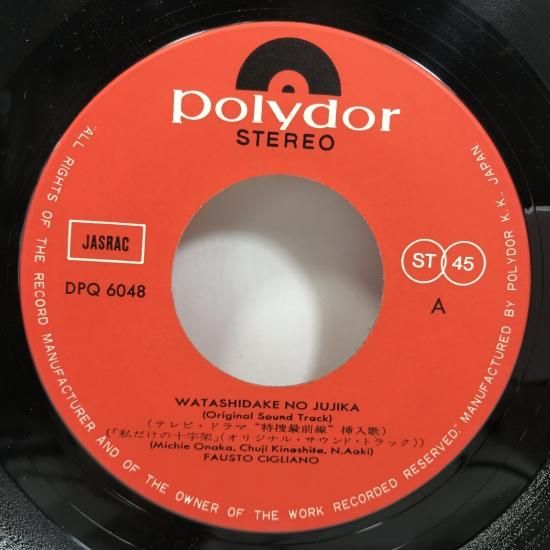 polydor
STEREO
JASRAC
DPQ 6048
ST 45
A
WATASHIDAKE NO JUJIKA
(Original Sound Track)
(テレビ・ドラマ“特捜最前線”挿入歌)
(「私だけの十字架」(オリジナル・サウンド・トラック))
(Michie Onaka, Chuji Kinoshita, N.Aoki)
FAUSTO CIGLIANO
"ALL RIGHTS OF THE RECORD MANUFACTURER AND OF THE OWNER OF THE WORK RECORDED RESERVED." MANUFACTURED BY POLYDOR K.K., JAPAN